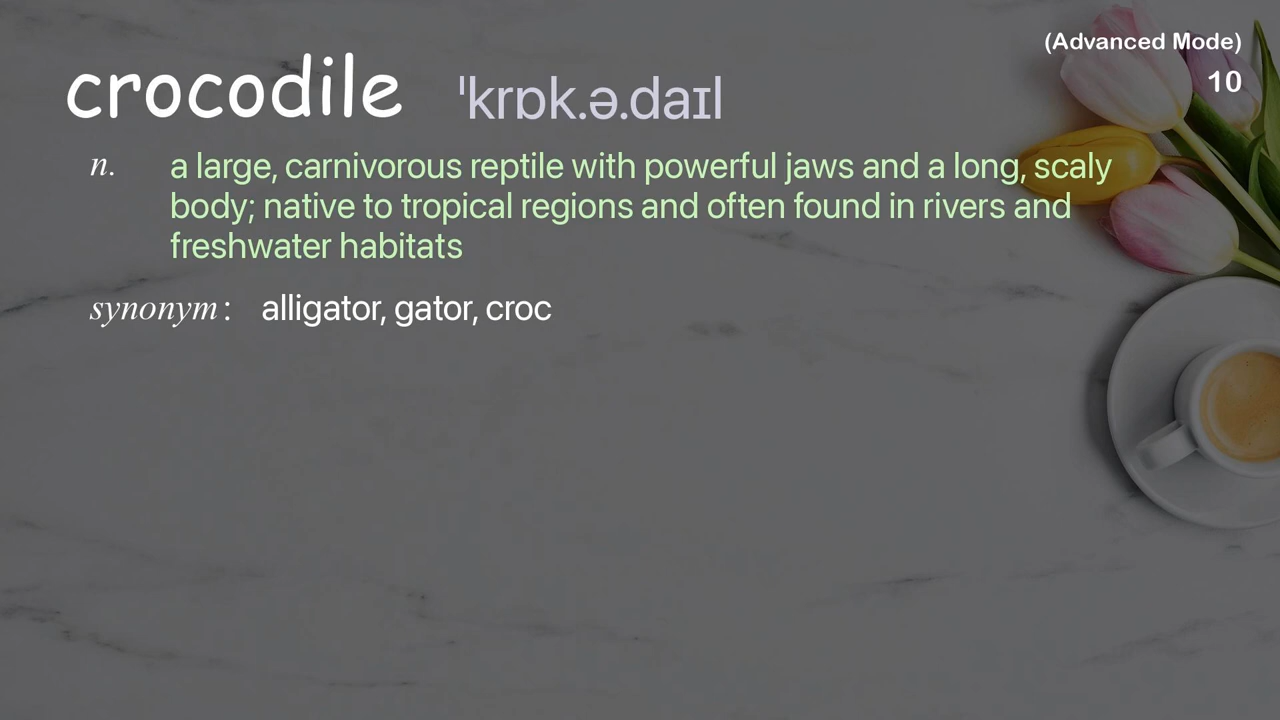 (Advanced Mode)
10
crocodile ˈkrɒk.ə.daɪl
n. a large, carnivorous reptile with powerful jaws and a long, scaly
body; native to tropical regions and often found in rivers and
freshwater habitats
synonym: alligator, gator, croc